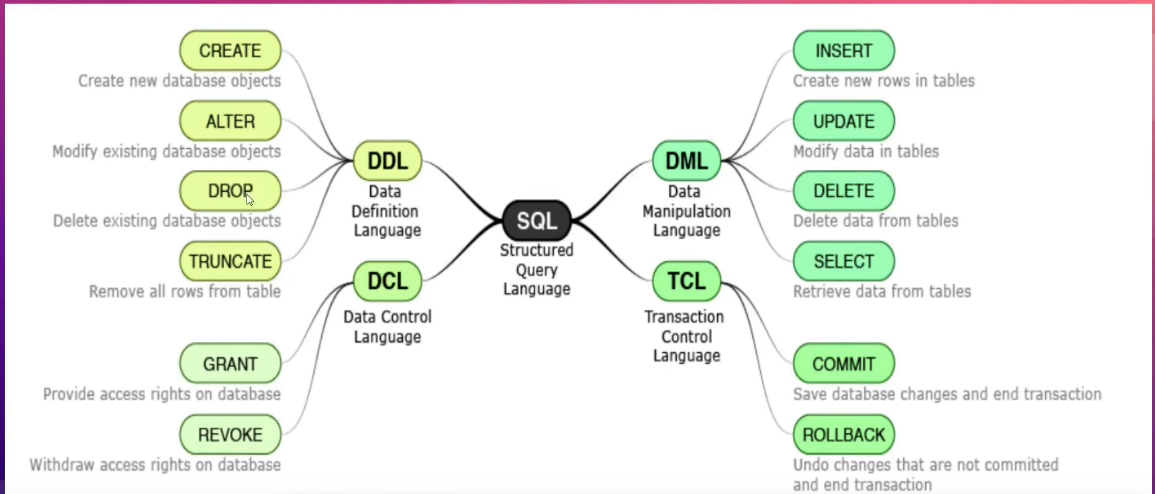 CREATE
Create new database objects
ALTER
Modify existing database objects
DROP
Delete existing database objects
TRUNCATE
Remove all rows from table
DDL
Data
Definition
Language
DCL
Data Control
Language
GRANT
Provide access rights on database
REVOKE
Withdraw access rights on database
SQL
Structured
Query
Language
DML
Data
Manipulation
Language
TCL
Transaction
Control
Language
INSERT
Create new rows in tables
UPDATE
Modify data in tables
DELETE
Delete data from tables
SELECT
Retrieve data from tables
COMMIT
Save database changes and end transaction
ROLLBACK
Undo changes that are not committed
and end transaction